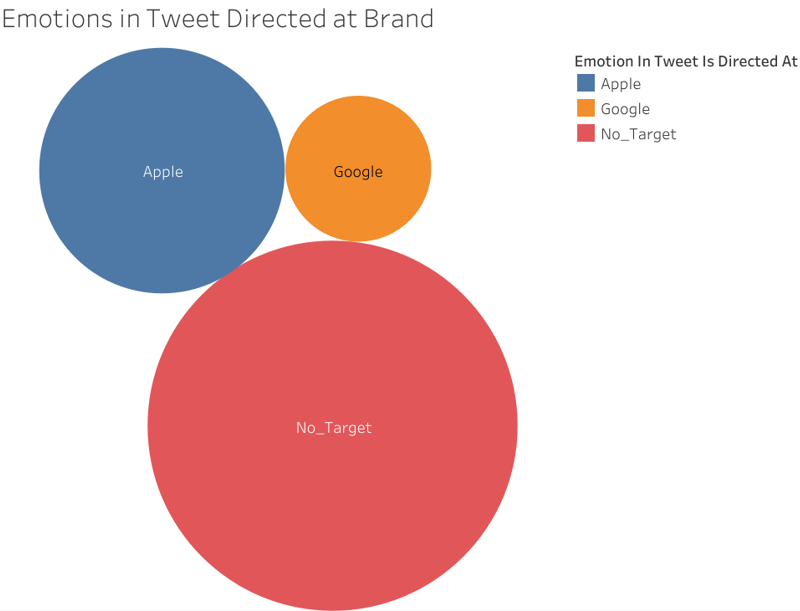 Emotions in Tweet Directed at Brand
Emotion In Tweet Is Directed At
Apple
Google
No_Target
Apple
Google
No_Target